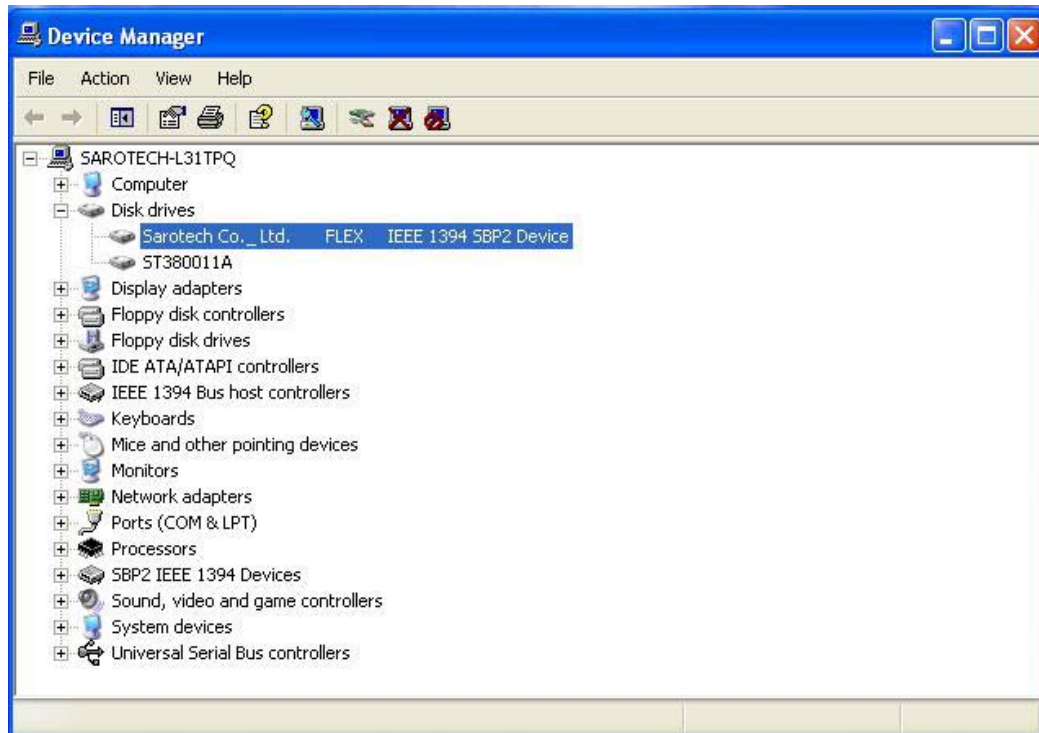 Device Manager
File Action View Help
SAROTECH-L31TPQ
Computer
Disk drives
Sarotech Co._ Ltd. FLEX IEEE 1394 SBP2 Device
ST380011A
Display adapters
Floppy disk controllers
Floppy disk drives
IDE ATA/ATAPI controllers
IEEE 1394 Bus host controllers
Keyboards
Mice and other pointing devices
Monitors
Network adapters
Ports (COM & LPT)
Processors
SBP2 IEEE 1394 Devices
Sound, video and game controllers
System devices
Universal Serial Bus controllers